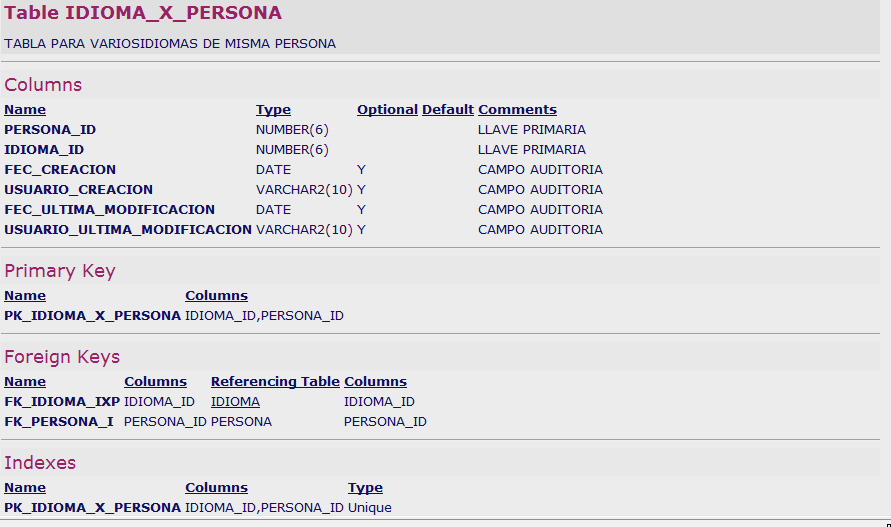 Table IDIOMA_X_PERSONA
TABLA PARA VARIOSIDIOMAS DE MISMA PERSONA
Columns
Name Type Optional Default Comments
PERSONA_ID NUMBER(6) LLAVE PRIMARIA
IDIOMA_ID NUMBER(6) LLAVE PRIMARIA
FEC_CREACION DATE Y CAMPO AUDITORIA
USUARIO_CREACION VARCHAR2(10) Y CAMPO AUDITORIA
FEC_ULTIMA_MODIFICACION DATE Y CAMPO AUDITORIA
USUARIO_ULTIMA_MODIFICACION VARCHAR2(10) Y CAMPO AUDITORIA
Primary Key
Name Columns
PK_IDIOMA_X_PERSONA IDIOMA_ID,PERSONA_ID
Foreign Keys
Name Columns Referencing Table Columns
FK_IDIOMA_IXP IDIOMA_ID IDIOMA IDIOMA_ID
FK_PERSONA_I PERSONA_ID PERSONA PERSONA_ID
Indexes
Name Columns Type
PK_IDIOMA_X_PERSONA IDIOMA_ID,PERSONA_ID Unique